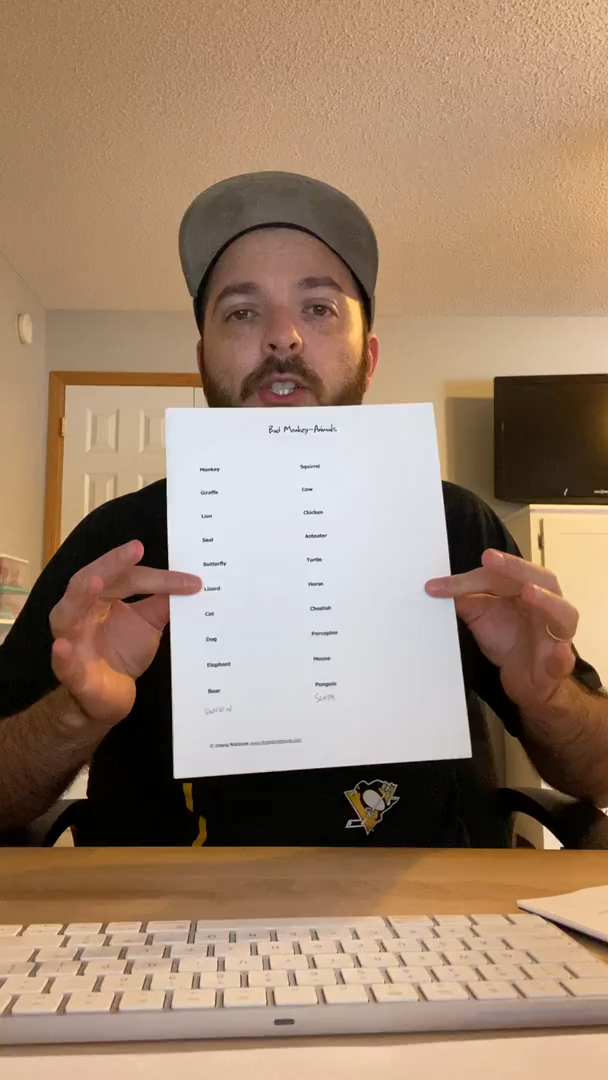 Bad Monkey-Animals
Monkey
Giraffe
Lion
Seal
Butterfly
Lizard
Cat
Dog
Elephant
Bear
Squirrel
Cow
Chicken
Anteater
Turtle
Horse
Cheetah
Porcupine
Mouse
Penguin